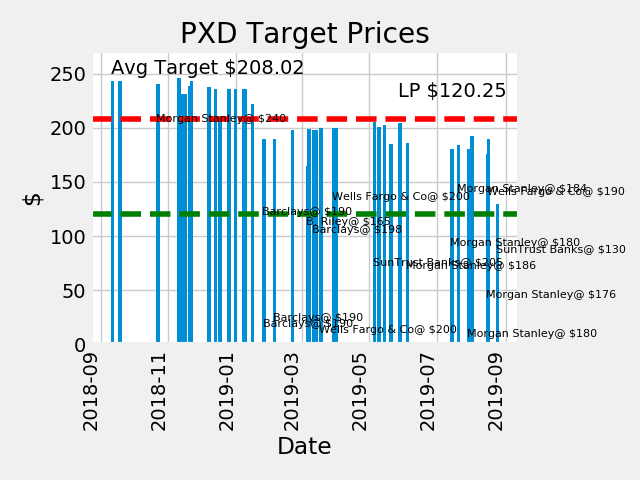 PXD Target Prices
Avg Target $208.02
LP $120.25
$
250
200
150
100
50
0
Morgan Stanley@ $240
Morgan Stanley@ $184
Wells Fargo & Co@ $190
Wells Fargo & Co@ $200
Barclays@ $190
B. Riley@ $165
Barclays@ $198
Morgan Stanley@ $180
SunTrust Banks@ $130
SunTrust Banks@ $205
Morgan Stanley@ $186
Morgan Stanley@ $176
Barclays@ $190
Barclays@ $190
Wells Fargo & Co@ $200
Morgan Stanley@ $180
2018-09
2018-11
2019-01
2019-03
2019-05
2019-07
2019-09
Date